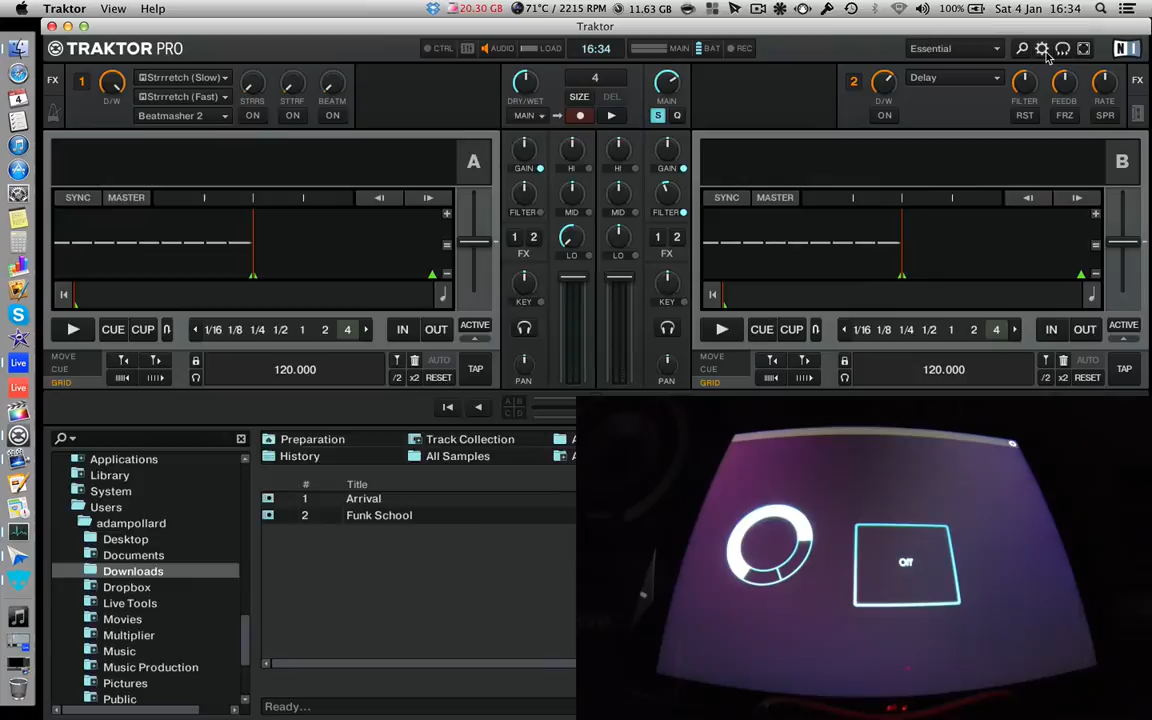 Traktor View Help 20.30 GB 71°C / 2215 RPM 11.63 GB 100% Sat 4 Jan 16:34
Traktor
TRAKTOR PRO CTRL AUDIO LOAD 16:34 MAIN BAT REC Essential NI
FX 1 D/W Strrretch (Slow) STRRS STTRF BEATM
Strrretch (Fast)
Beatmasher 2 ON ON ON
DRY/WET 4 MAIN
SIZE DEL
MAIN S Q
2 D/W Delay FILTER FEEDB RATE FX
ON RST FRZ SPR
A
SYNC MASTER
CUE CUP 1/16 1/8 1/4 1/2 1 2 4 IN OUT ACTIVE
MOVE
CUE
GRID
120.000
AUTO
/2 x2 RESET
TAP
GAIN HI HI GAIN
FILTER MID MID FILTER
1 2 LO LO 1 2
FX FX
KEY KEY
PAN PAN
B
SYNC MASTER
CUE CUP 1/16 1/8 1/4 1/2 1 2 4 IN OUT ACTIVE
MOVE
CUE
GRID
120.000
AUTO
/2 x2 RESET
TAP
A B
C D
Applications
Library
System
Users
adampollard
Desktop
Documents
Downloads
Dropbox
Live Tools
Movies
Multiplier
Music
Music Production
Pictures
Public
Preparation Track Collection
History All Samples
# Title
1 Arrival
2 Funk School
Ready...
Off
4
Live
Live